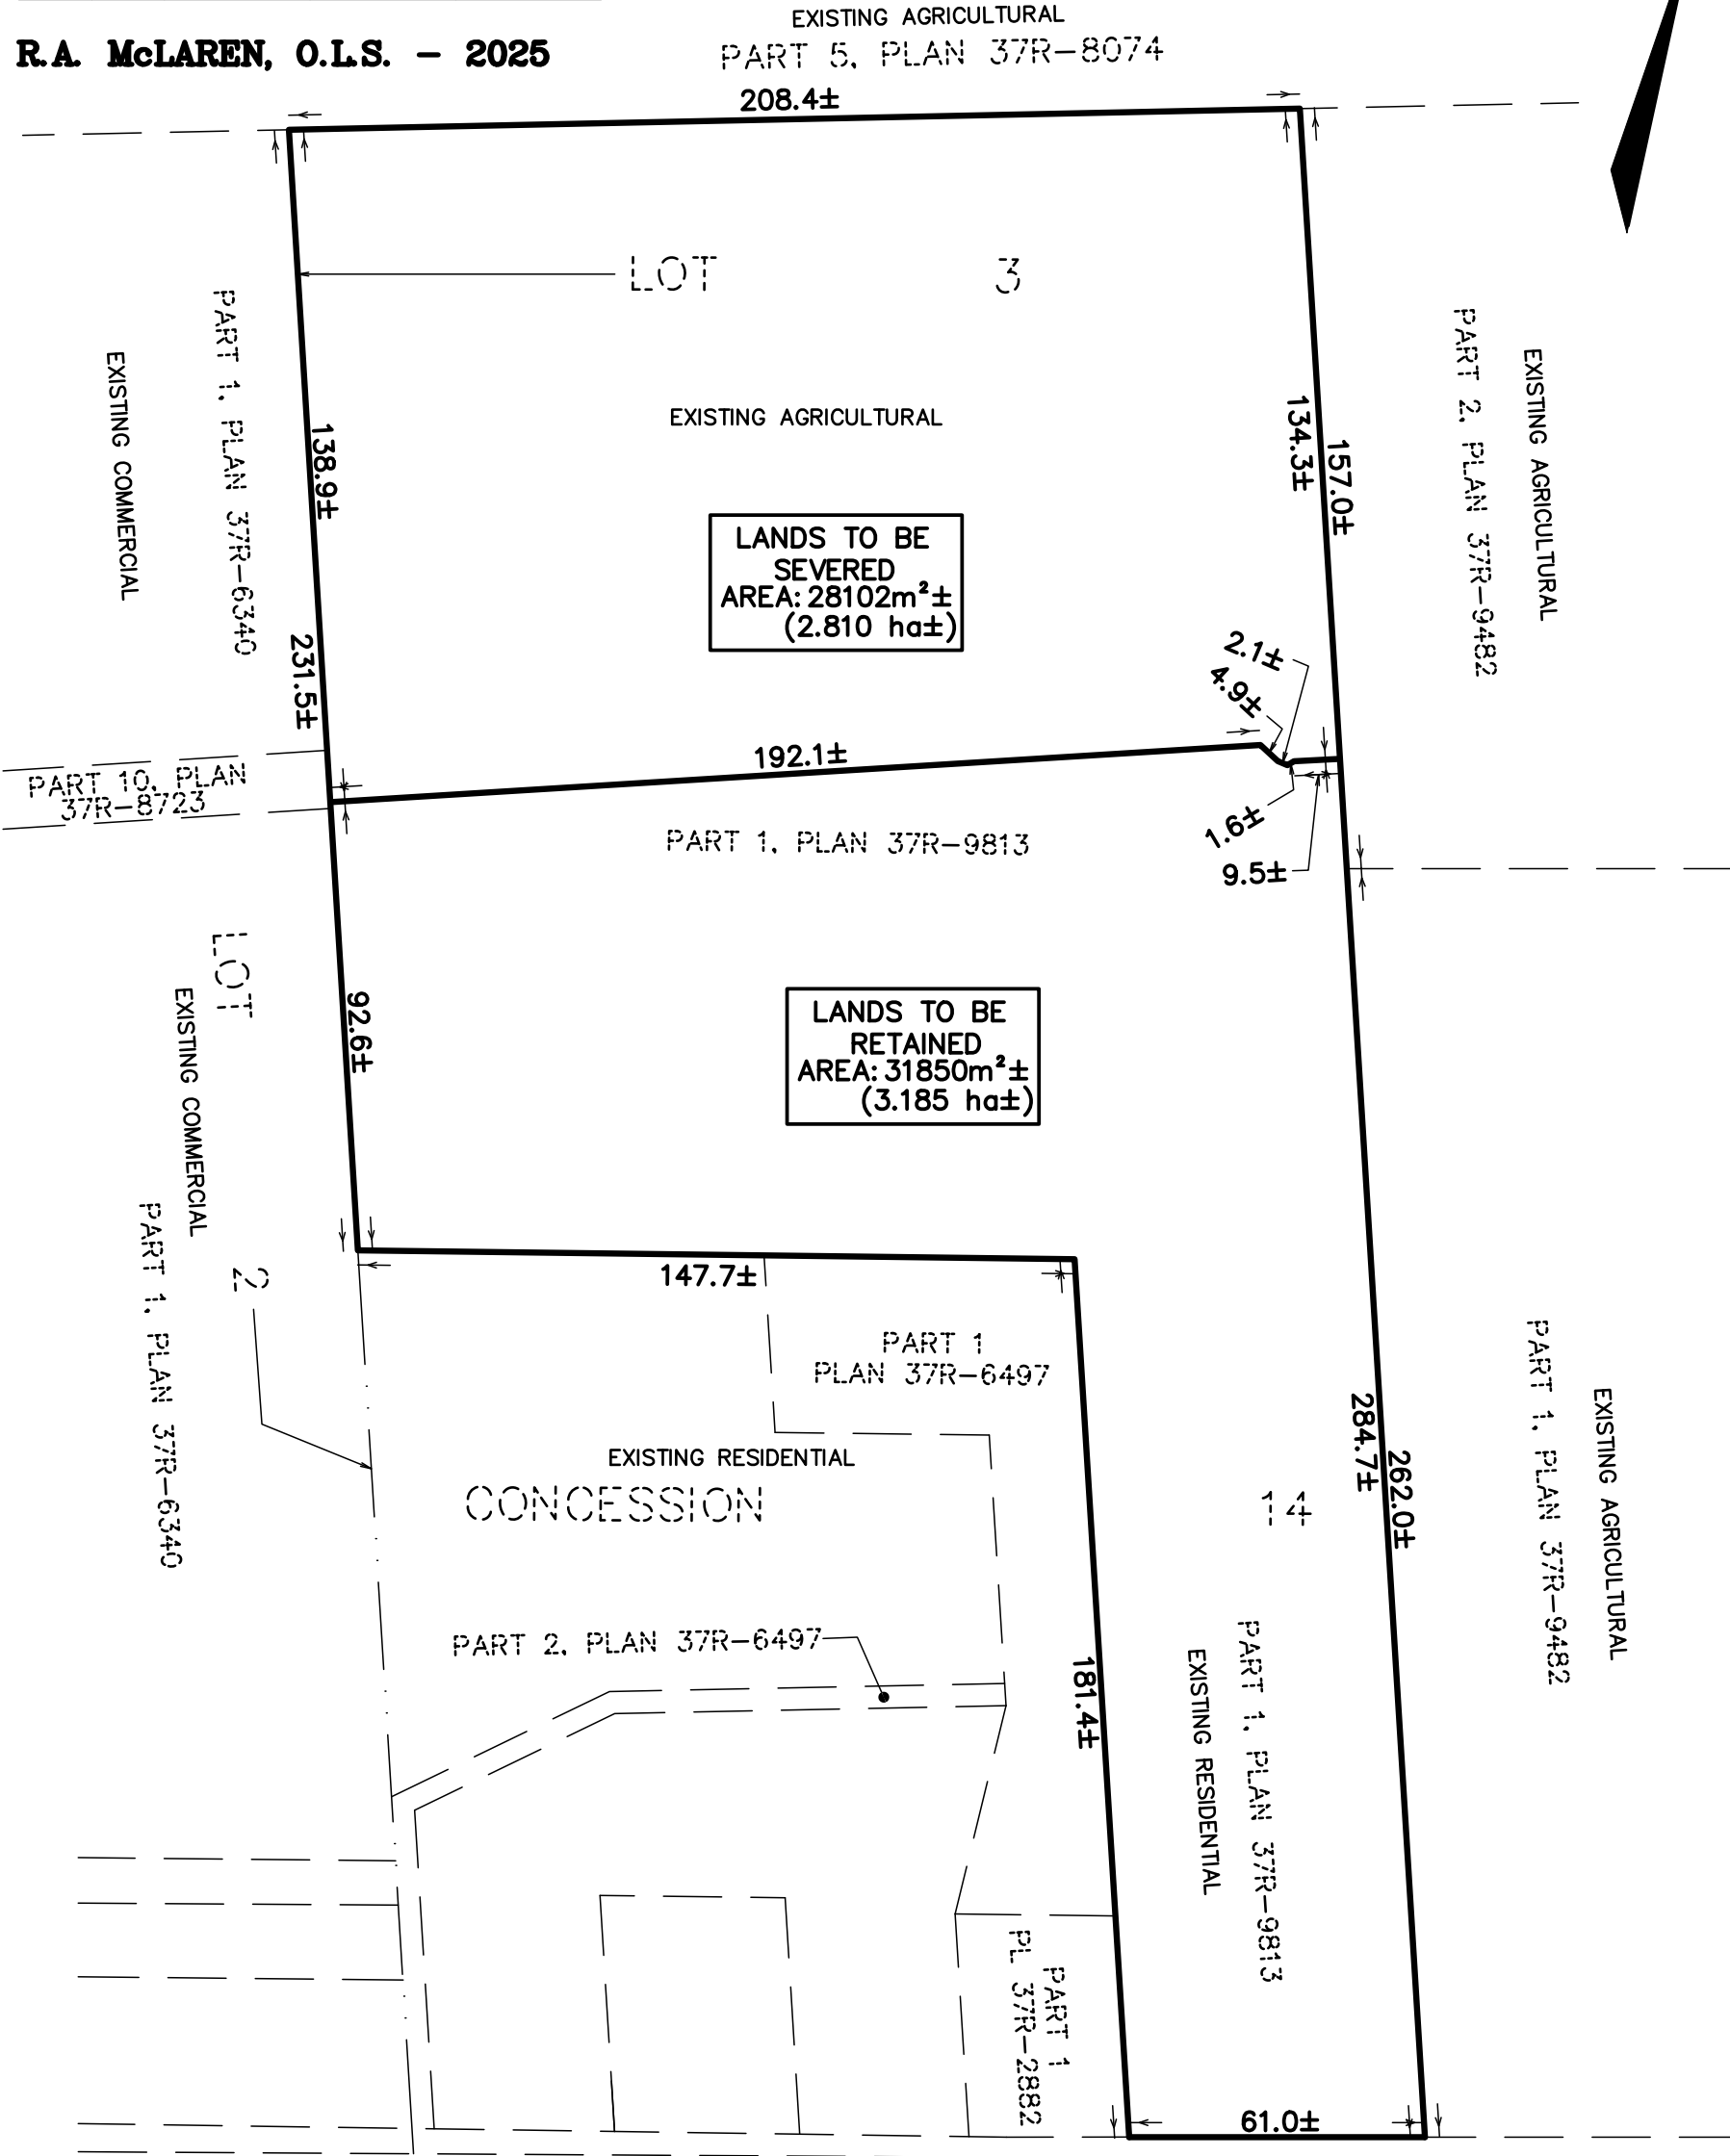 EXISTING AGRICULTURAL
R.A. McLAREN, O.L.S. - 2025
PART 5, PLAN 37R-8074
208.4±
LOT 3
PART 1, PLAN 37R-6340
EXISTING COMMERCIAL
138.9±
231.5±
EXISTING AGRICULTURAL
134.3±
157.0±
PART 2, PLAN 37R-9482
EXISTING AGRICULTURAL
LANDS TO BE
SEVERED
AREA: 28102m²±
(2.810 ha±)
2.1±
4.9±
192.1±
PART 10, PLAN
37R-8723
1.6±
9.5±
PART 1, PLAN 37R-9813
LOT
2
EXISTING COMMERCIAL
92.6±
LANDS TO BE
RETAINED
AREA: 31850m²±
(3.185 ha±)
147.7±
PART 1, PLAN 37R-6340
PART 1
PLAN 37R-6497
EXISTING RESIDENTIAL
CONCESSION
14
284.7±
262.0±
PART 1, PLAN 37R-9482
EXISTING AGRICULTURAL
PART 2, PLAN 37R-6497
181.4±
EXISTING RESIDENTIAL
PART 1, PLAN 37R-9813
PART 1
PL 37R-2882
61.0±